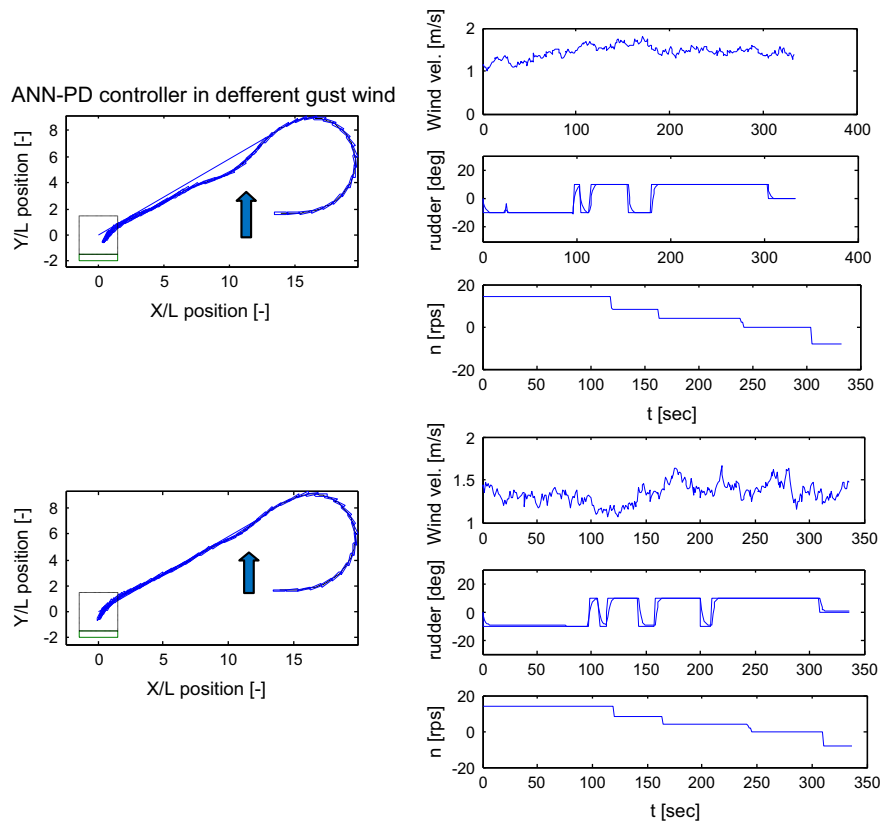 ANN-PD controller in defferent gust wind
Y/L position [-]
8
6
4
2
0
-2
0 5 10 15
X/L position [-]
Wind vel. [m/s]
2
1
0
0 100 200 300 400
rudder [deg]
20
0
-20
0 100 200 300 400
n [rps]
20
0
-20
0 50 100 150 200 250 300 350
t [sec]
Y/L position [-]
8
6
4
2
0
-2
0 5 10 15
X/L position [-]
Wind vel. [m/s]
2
1.5
1
0 50 100 150 200 250 300 350
rudder [deg]
20
0
-20
0 50 100 150 200 250 300 350
n [rps]
20
0
-20
0 50 100 150 200 250 300 350
t [sec]